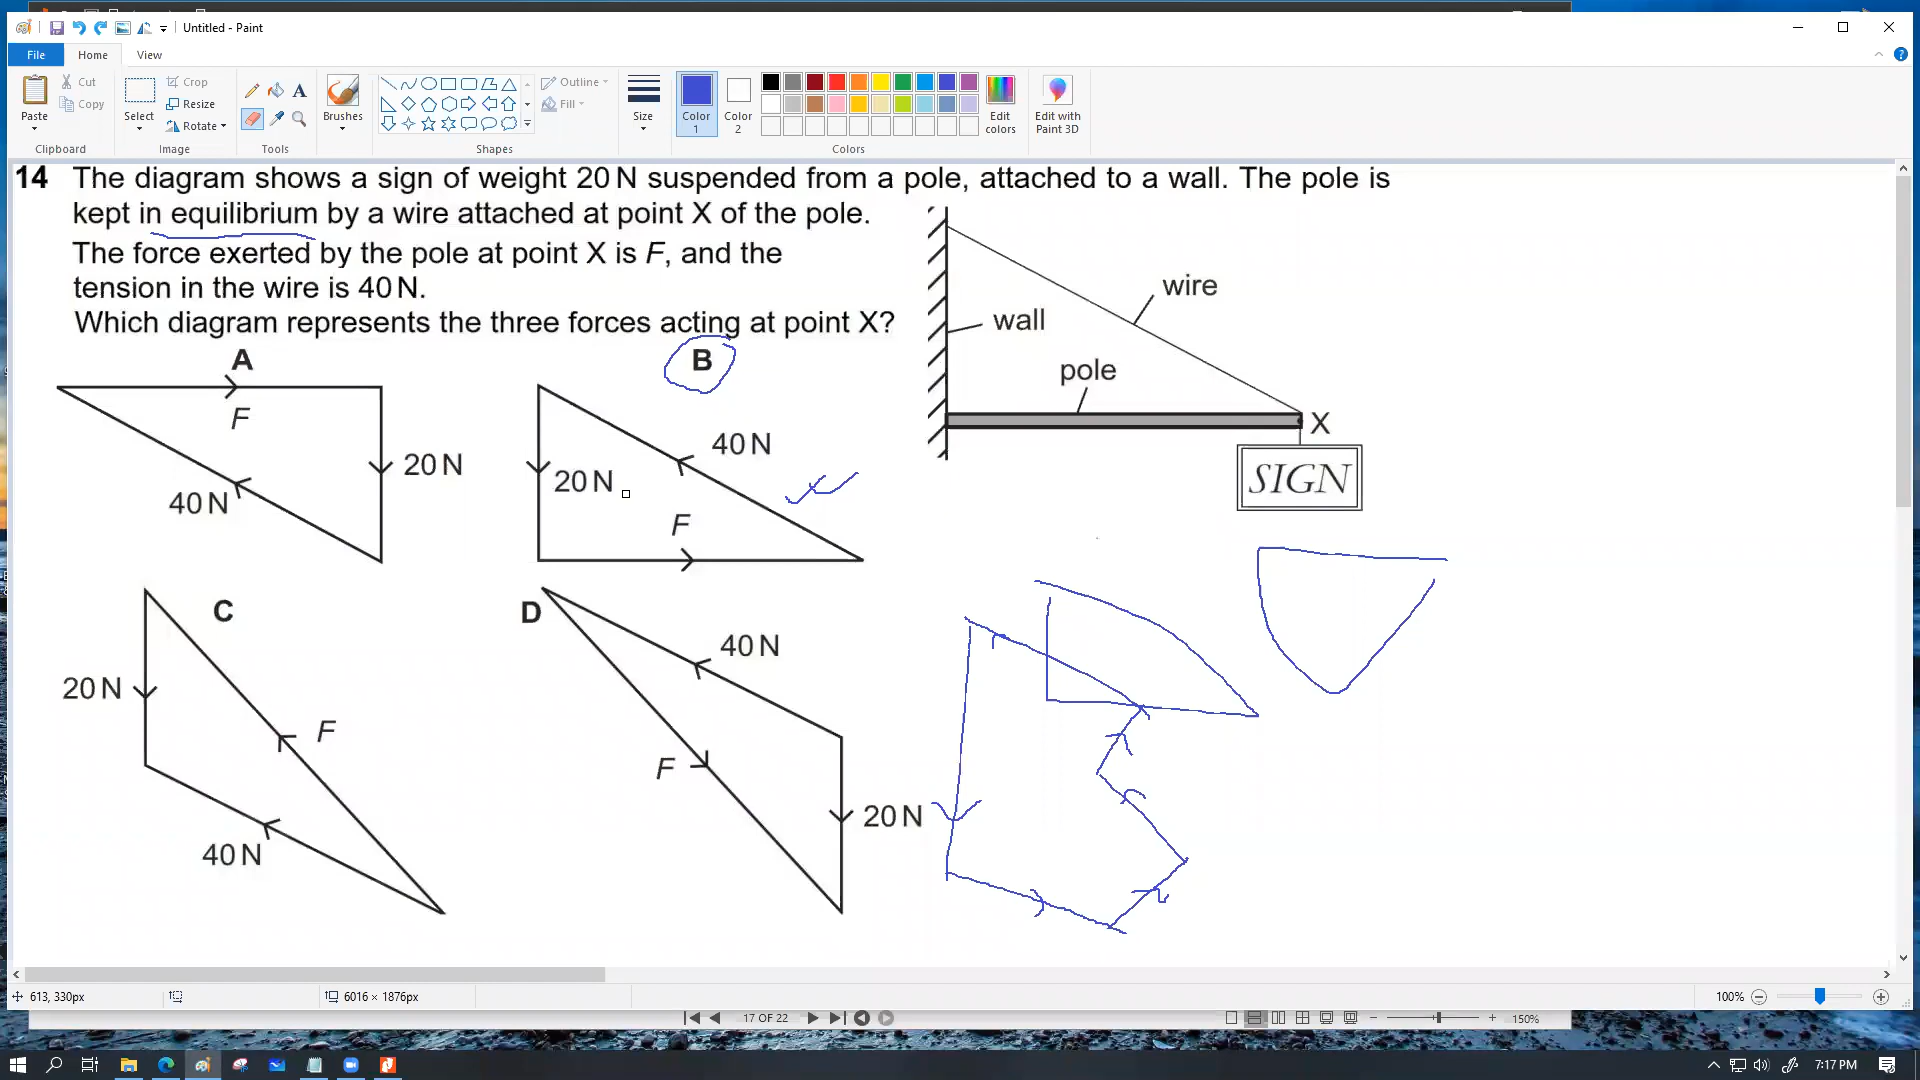 Untitled - Paint
File Home View
Paste
Cut
Copy
Clipboard
Select
Crop
Resize
Rotate
Image
Tools
Brushes
Shapes
Outline
Fill
Size
Color 1
Color 2
Colors
Edit colors
Edit with Paint 3D
14 The diagram shows a sign of weight 20 N suspended from a pole, attached to a wall. The pole is
kept in equilibrium by a wire attached at point X of the pole.
The force exerted by the pole at point X is F, and the
tension in the wire is 40 N.
Which diagram represents the three forces acting at point X?
wire
wall
pole
X
SIGN
A
F
20 N
40 N
B
40 N
20 N
F
C
20 N
F
40 N
D
40 N
F
20 N
613, 330px
6016 × 1876px
100%
17 OF 22
150%
7:17 PM